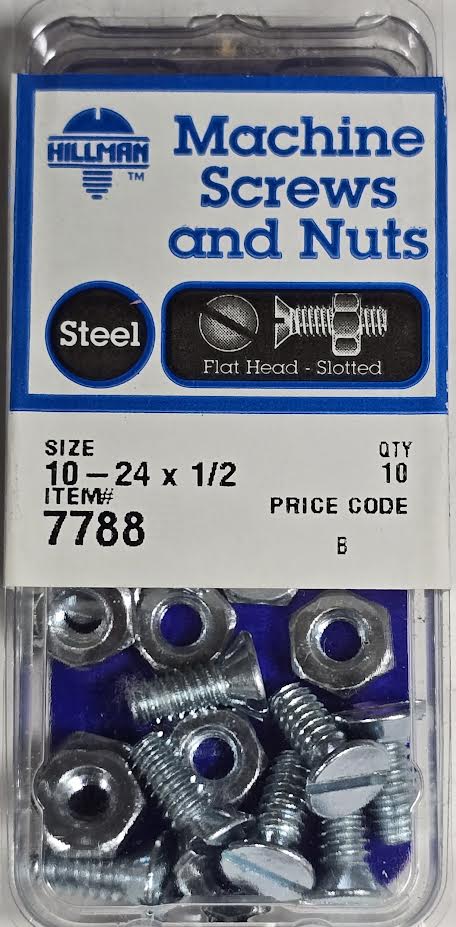 HILLMAN
TM
Machine
Screws
and Nuts
Steel
Flat Head - Slotted
SIZE
10-24 x 1/2
ITEM#
7788
QTY
10
PRICE CODE
B